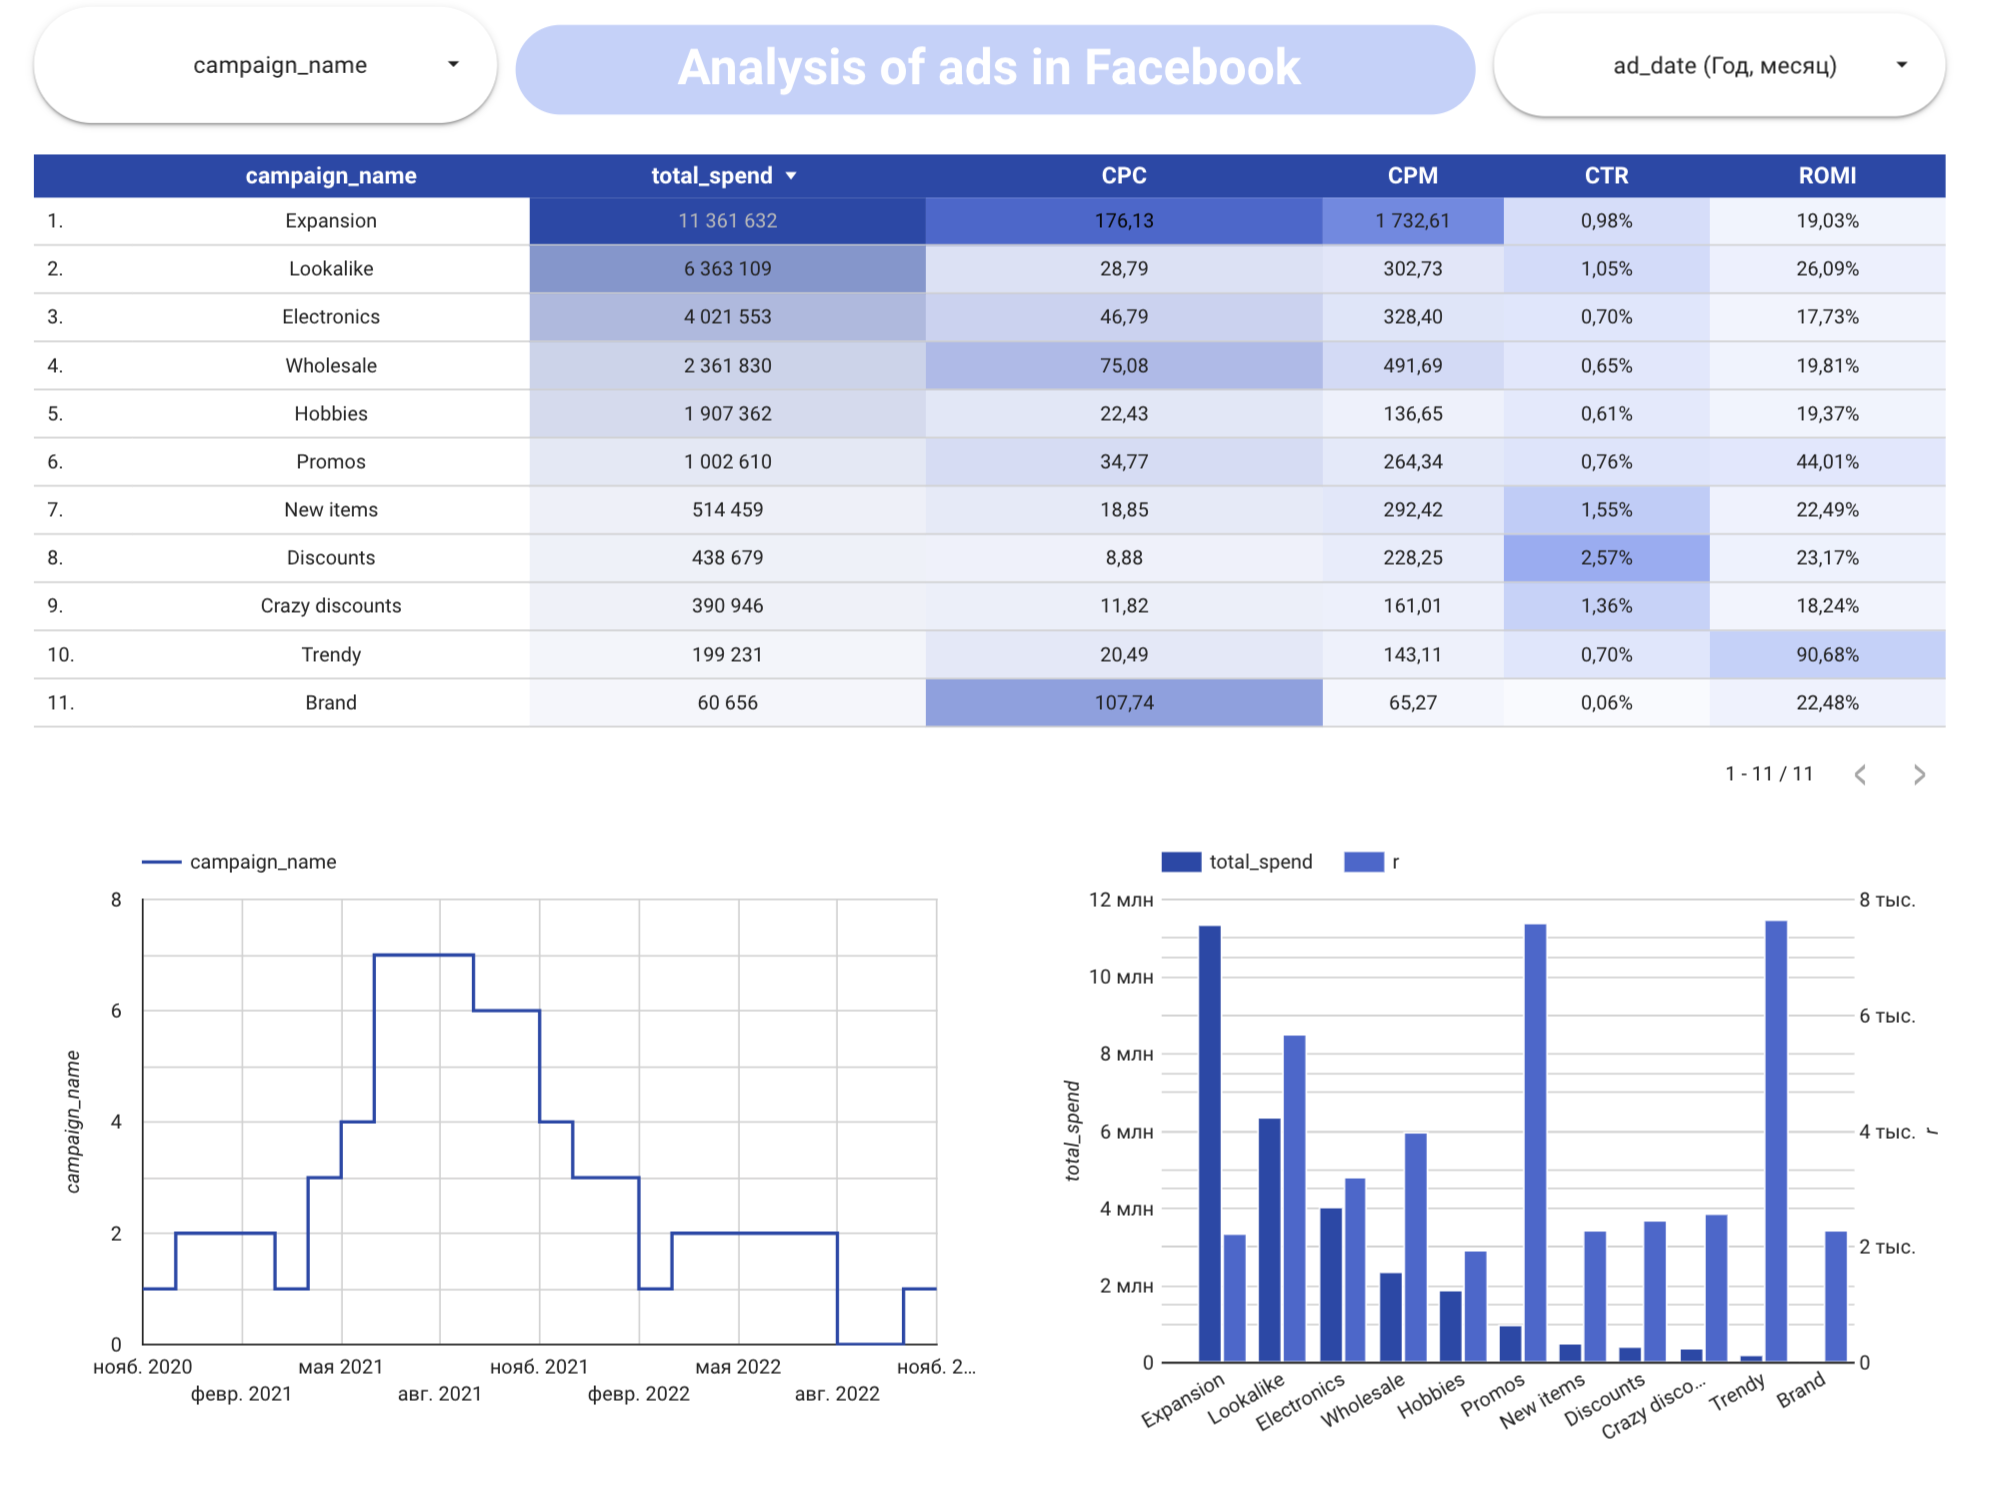 campaign_name
Analysis of ads in Facebook
ad_date (Год, месяц)
campaign_name total_spend CPC CPM CTR ROMI
1. Expansion 11 361 632 176,13 1 732,61 0,98% 19,03%
2. Lookalike 6 363 109 28,79 302,73 1,05% 26,09%
3. Electronics 4 021 553 46,79 328,40 0,70% 17,73%
4. Wholesale 2 361 830 75,08 491,69 0,65% 19,81%
5. Hobbies 1 907 362 22,43 136,65 0,61% 19,37%
6. Promos 1 002 610 34,77 264,34 0,76% 44,01%
7. New items 514 459 18,85 292,42 1,55% 22,49%
8. Discounts 438 679 8,88 228,25 2,57% 23,17%
9. Crazy discounts 390 946 11,82 161,01 1,36% 18,24%
10. Trendy 199 231 20,49 143,11 0,70% 90,68%
11. Brand 60 656 107,74 65,27 0,06% 22,48%
1 - 11 / 11
campaign_name
8
6
4
2
0
campaign_name
нояб. 2020 мая 2021 нояб. 2021 мая 2022 нояб. 2...
февр. 2021 авг. 2021 февр. 2022 авг. 2022
total_spend r
12 млн 8 тыс.
10 млн
6 тыс.
8 млн
6 млн 4 тыс.
4 млн
2 тыс.
2 млн
0 0
total_spend
r
Expansion
Lookalike
Electronics
Wholesale
Hobbies
Promos
New items
Discounts
Crazy disco...
Trendy
Brand